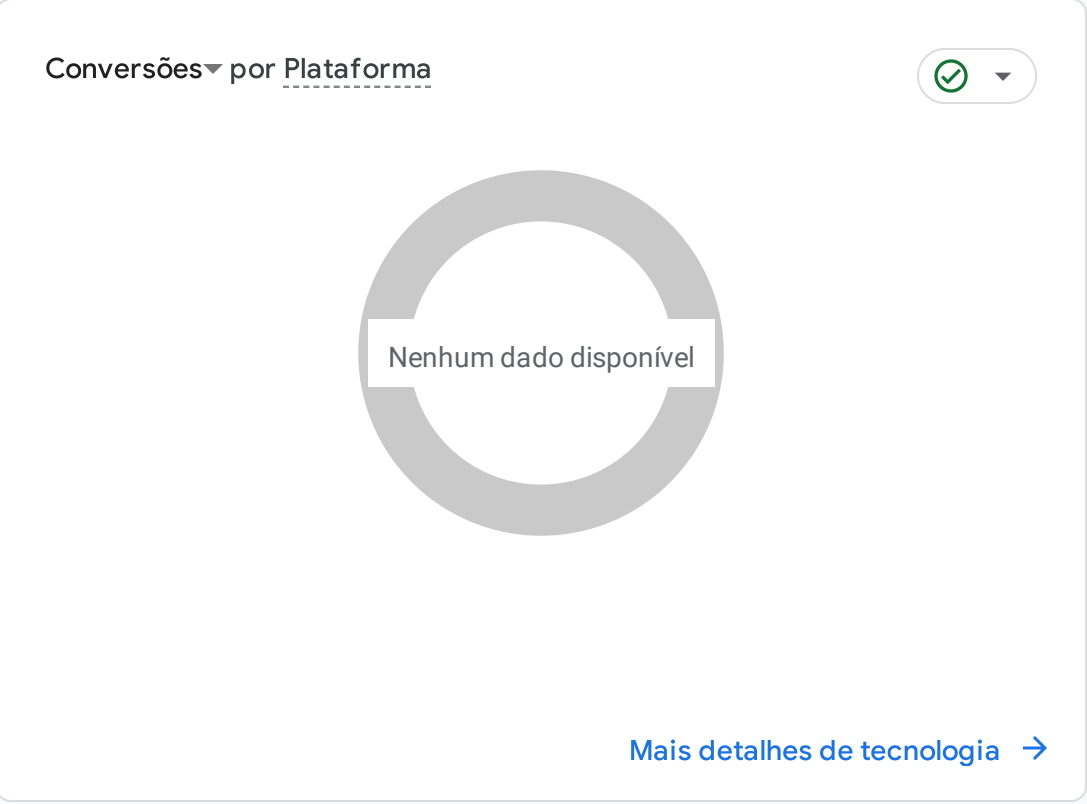 Conversões por Plataforma
Nenhum dado disponível
Mais detalhes de tecnologia